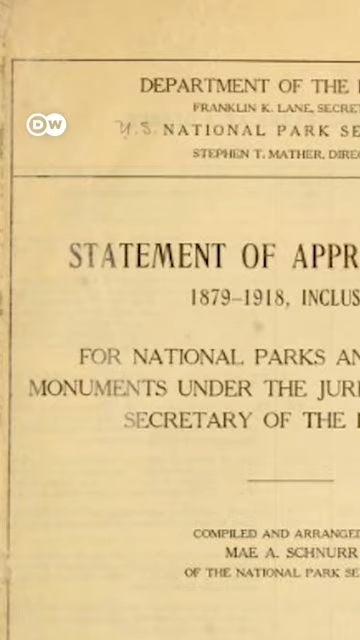 DEPARTMENT OF THE
FRANKLIN K. LANE, SECRET
DW
U.S. NATIONAL PARK SE
STEPHEN T. MATHER, DIREC
STATEMENT OF APPR
1879–1918, INCLUS
FOR NATIONAL PARKS AN
MONUMENTS UNDER THE JURI
SECRETARY OF THE
COMPILED AND ARRANGED
MAE A. SCHNURR
OF THE NATIONAL PARK SE